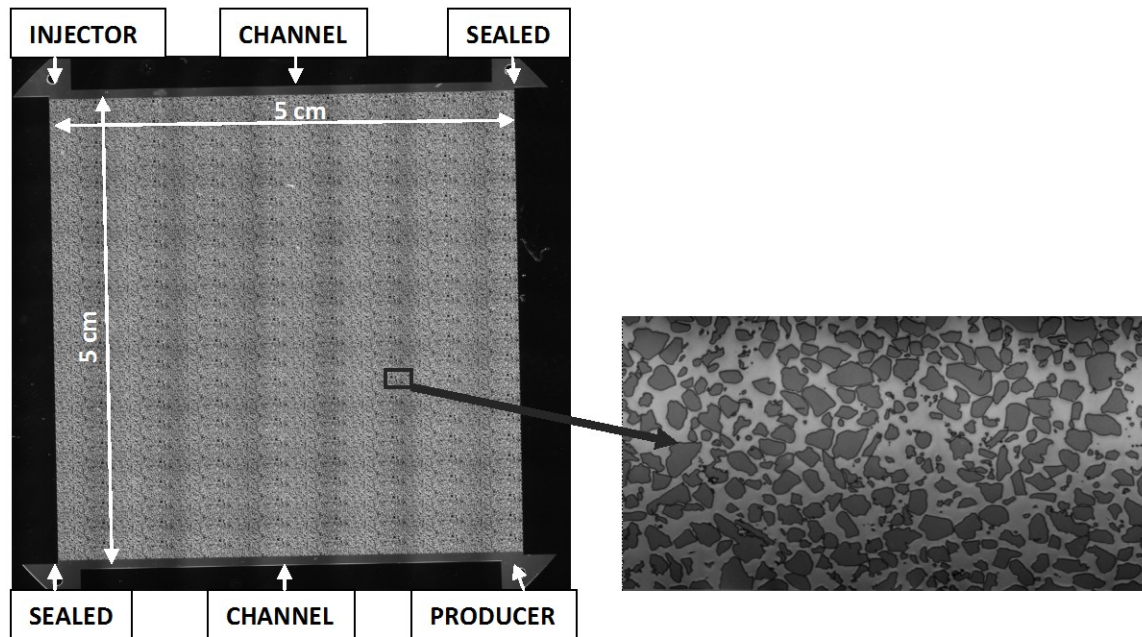 INJECTOR
CHANNEL
SEALED
5 cm
5 cm
SEALED
CHANNEL
PRODUCER